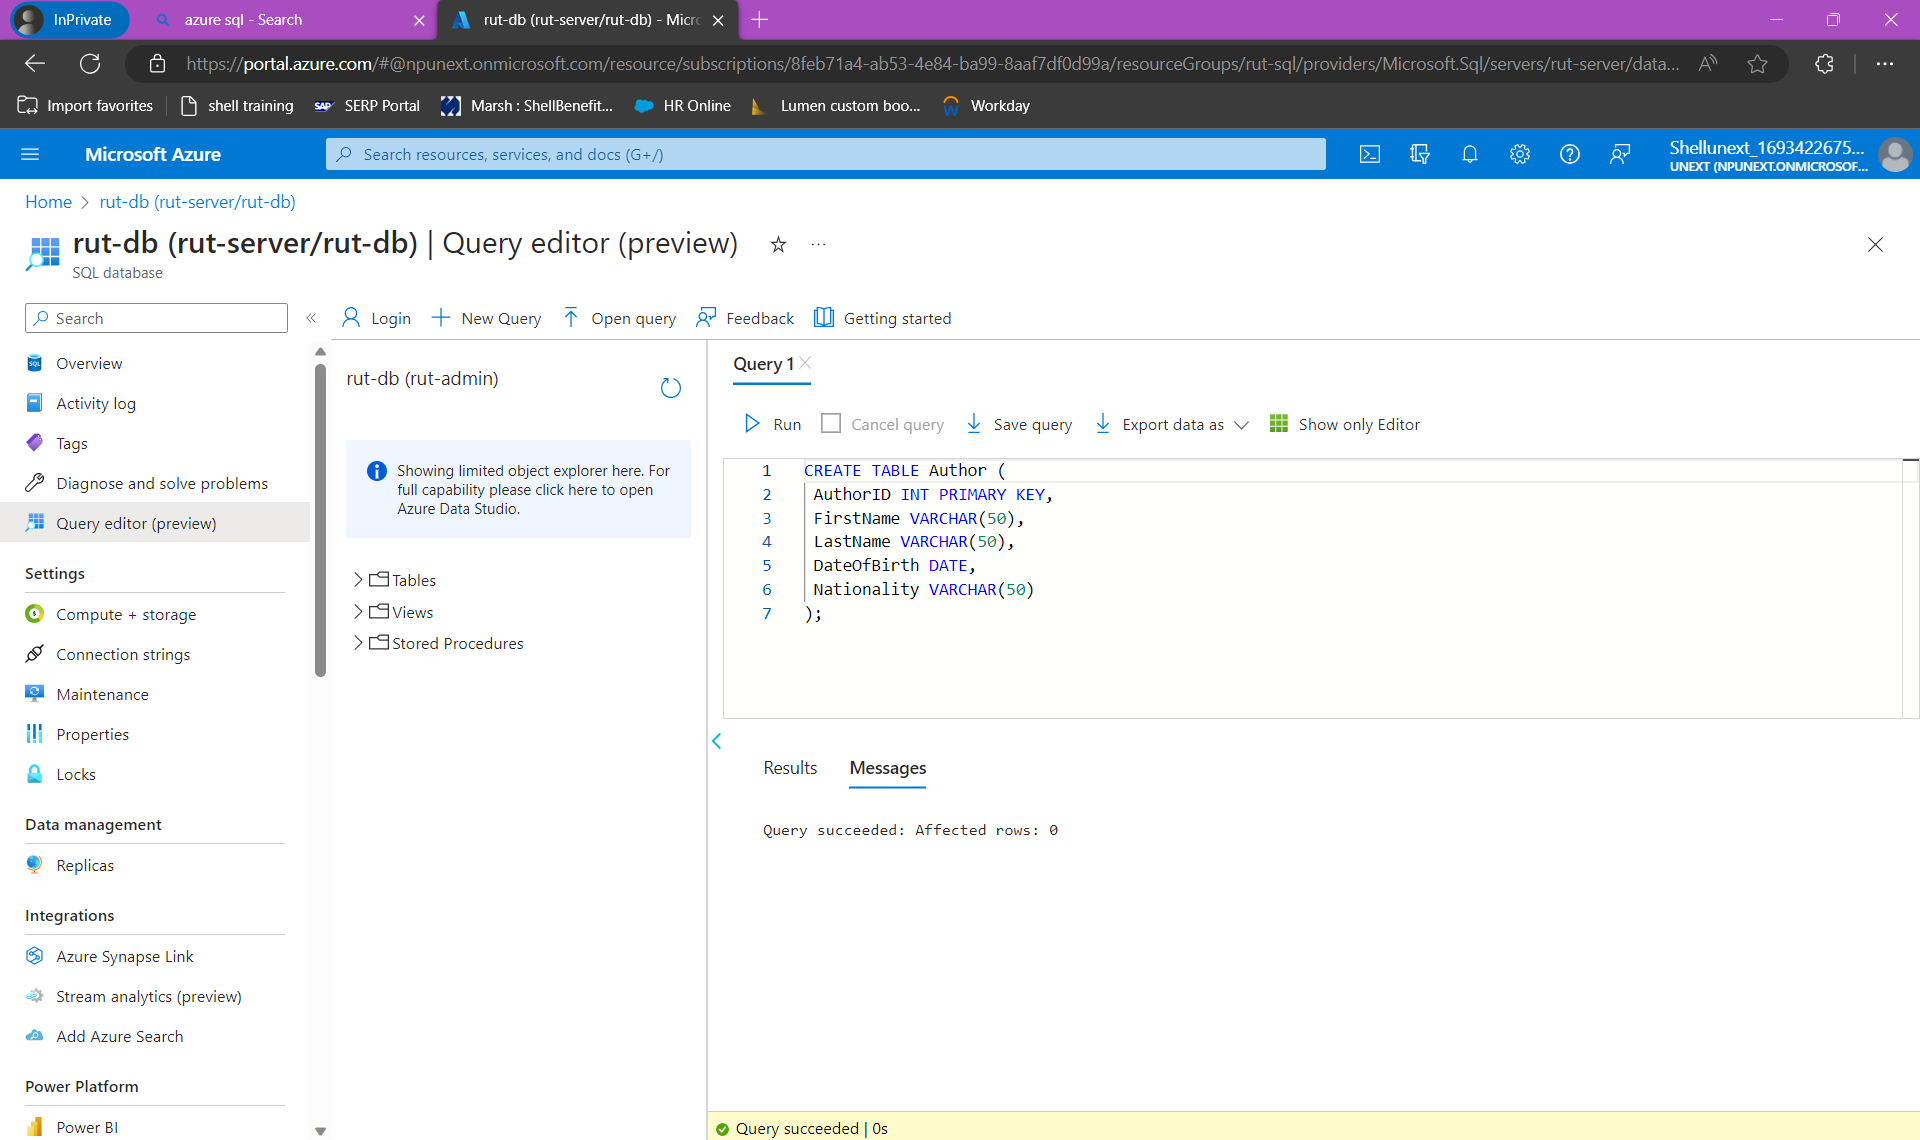 InPrivate
azure sql - Search
rut-db (rut-server/rut-db) - Micro
https://portal.azure.com/#@npunext.onmicrosoft.com/resource/subscriptions/8feb71a4-ab53-4e84-ba99-8aaf7df0d99a/resourceGroups/rut-sql/providers/Microsoft.Sql/servers/rut-server/data...
Import favorites
shell training
SAP
SERP Portal
Marsh : ShellBenefit...
HR Online
Lumen custom boo...
Workday
Microsoft Azure
Search resources, services, and docs (G+/)
Shellunext_1693422675...
UNEXT (NPUNEXT.ONMICROSOF...
Home > rut-db (rut-server/rut-db)
rut-db (rut-server/rut-db) | Query editor (preview)
SQL database
Search
«
Login
New Query
Open query
Feedback
Getting started
Overview
Activity log
Tags
Diagnose and solve problems
Query editor (preview)
Settings
Compute + storage
Connection strings
Maintenance
Properties
Locks
Data management
Replicas
Integrations
Azure Synapse Link
Stream analytics (preview)
Add Azure Search
Power Platform
Power BI
rut-db (rut-admin)
Showing limited object explorer here. For
full capability please click here to open
Azure Data Studio.
Tables
Views
Stored Procedures
Query 1
Run
Cancel query
Save query
Export data as
Show only Editor
1 CREATE TABLE Author (
2 AuthorID INT PRIMARY KEY,
3 FirstName VARCHAR(50),
4 LastName VARCHAR(50),
5 DateOfBirth DATE,
6 Nationality VARCHAR(50)
7 );
Results
Messages
Query succeeded: Affected rows: 0
Query succeeded | 0s